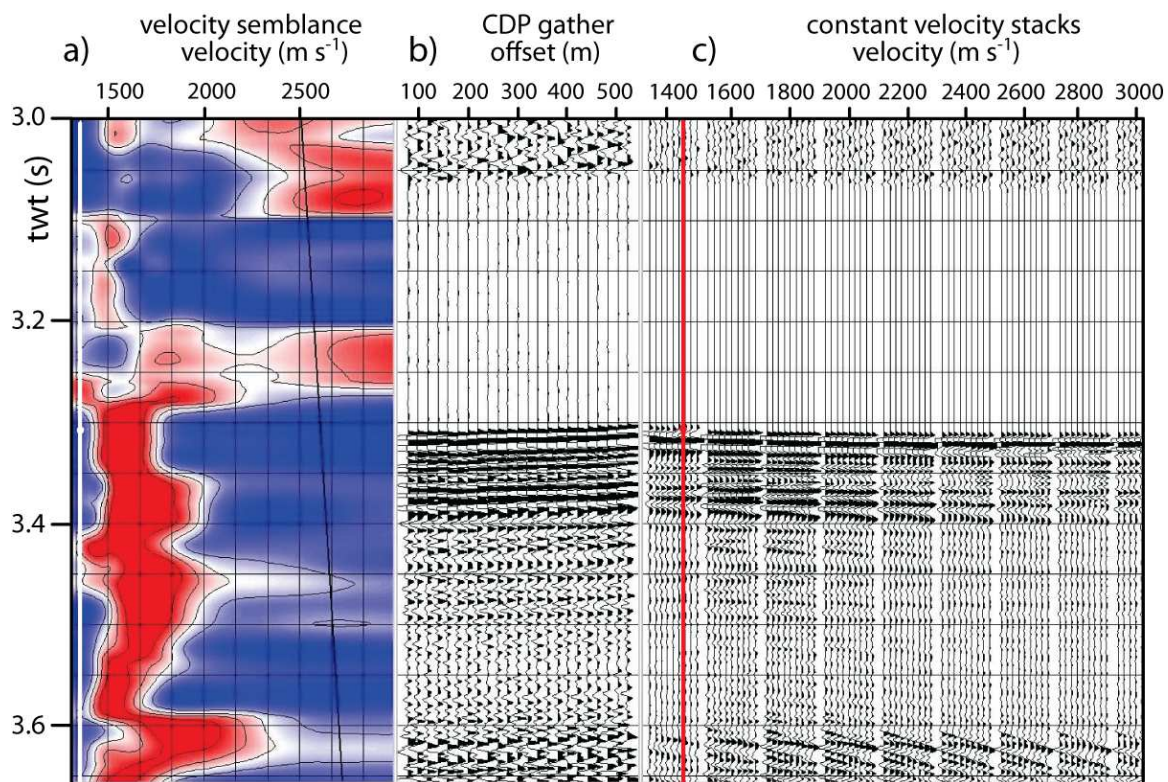 a)
velocity semblance
velocity (m s⁻¹)
b)
CDP gather
offset (m)
c)
constant velocity stacks
velocity (m s⁻¹)
1500 2000 2500
100 200 300 400 500
1400 1600 1800 2000 2200 2400 2600 2800 3000
twt (s)
3.0
3.2
3.4
3.6